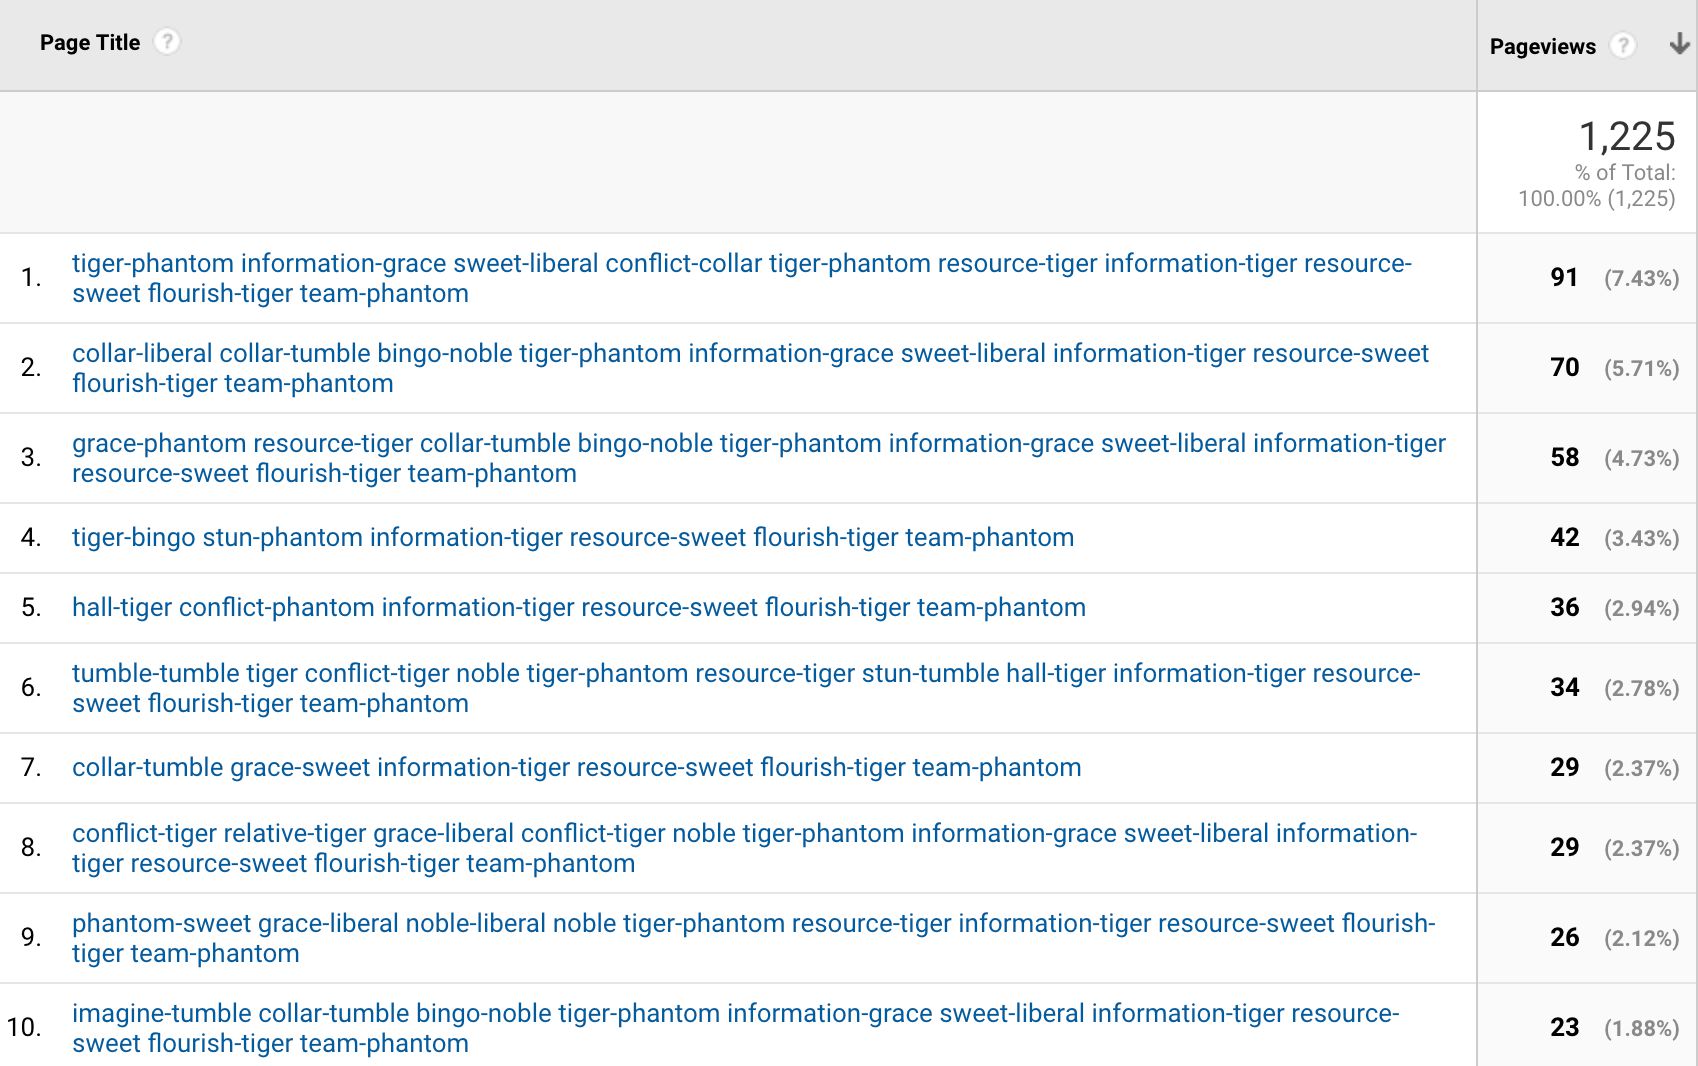 Page Title ?
Pageviews ?
1,225
% of Total:
100.00% (1,225)
1. tiger-phantom information-grace sweet-liberal conflict-collar tiger-phantom resource-tiger information-tiger resource-
sweet flourish-tiger team-phantom
91 (7.43%)
2. collar-liberal collar-tumble bingo-noble tiger-phantom information-grace sweet-liberal information-tiger resource-sweet
flourish-tiger team-phantom
70 (5.71%)
3. grace-phantom resource-tiger collar-tumble bingo-noble tiger-phantom information-grace sweet-liberal information-tiger
resource-sweet flourish-tiger team-phantom
58 (4.73%)
4. tiger-bingo stun-phantom information-tiger resource-sweet flourish-tiger team-phantom
42 (3.43%)
5. hall-tiger conflict-phantom information-tiger resource-sweet flourish-tiger team-phantom
36 (2.94%)
6. tumble-tumble tiger conflict-tiger noble tiger-phantom resource-tiger stun-tumble hall-tiger information-tiger resource-
sweet flourish-tiger team-phantom
34 (2.78%)
7. collar-tumble grace-sweet information-tiger resource-sweet flourish-tiger team-phantom
29 (2.37%)
8. conflict-tiger relative-tiger grace-liberal conflict-tiger noble tiger-phantom information-grace sweet-liberal information-
tiger resource-sweet flourish-tiger team-phantom
29 (2.37%)
9. phantom-sweet grace-liberal noble-liberal noble tiger-phantom resource-tiger information-tiger resource-sweet flourish-
tiger team-phantom
26 (2.12%)
10. imagine-tumble collar-tumble bingo-noble tiger-phantom information-grace sweet-liberal information-tiger resource-
sweet flourish-tiger team-phantom
23 (1.88%)